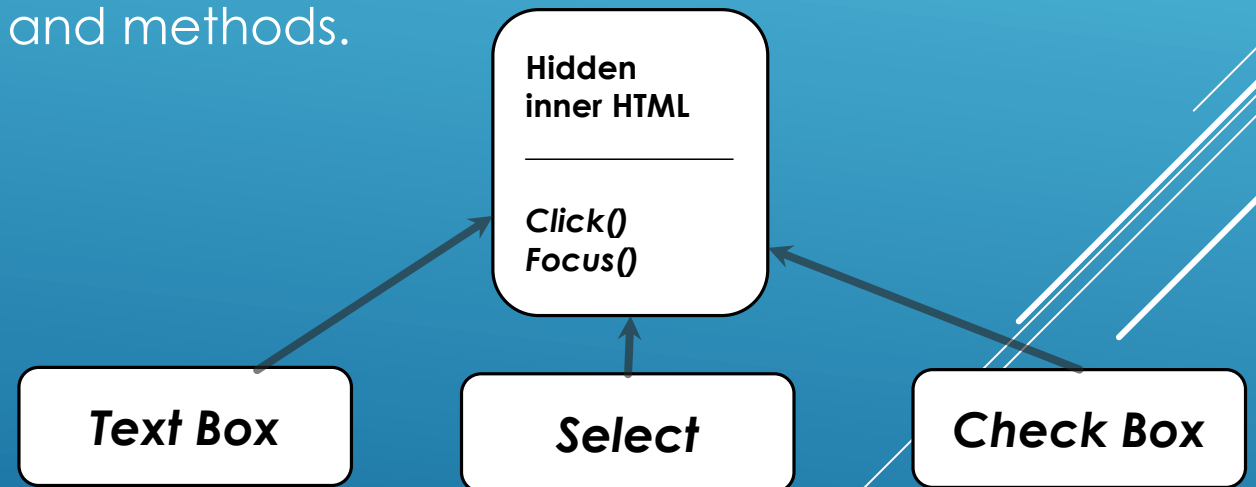 and methods.
Hidden
inner HTML
Click()
Focus()
Text Box
Select
Check Box